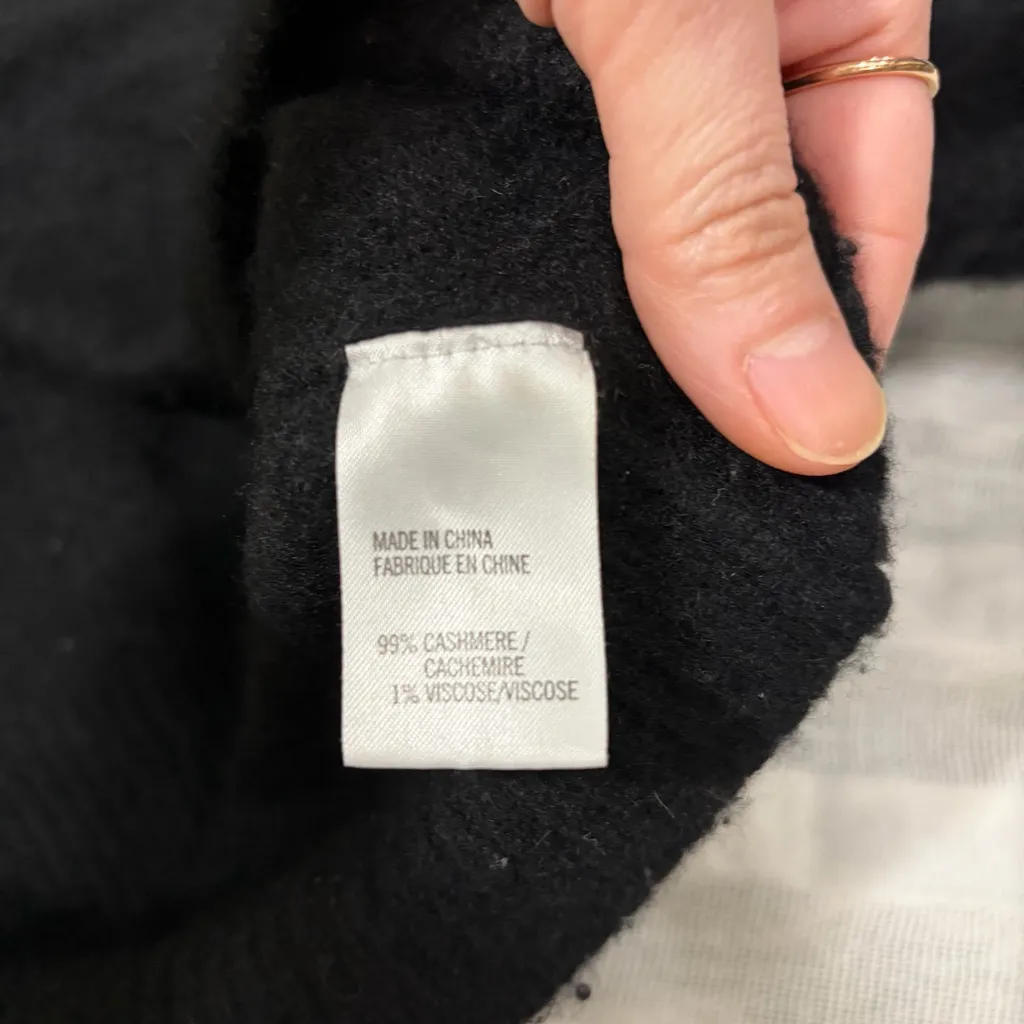 MADE IN CHINA
FABRIQUE EN CHINE
99% CASHMERE /
CACHEMIRE
1% VISCOSE/VISCOSE